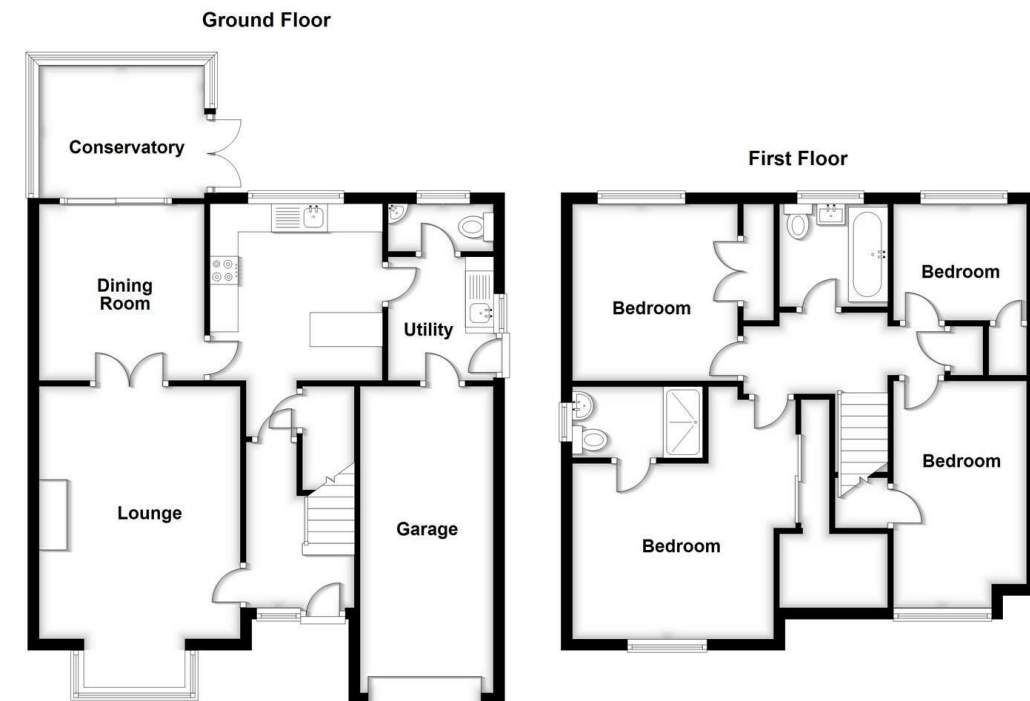 Ground Floor
Conservatory
Dining
Room
Utility
Lounge
Garage
First Floor
Bedroom
Bedroom
Bedroom
Bedroom